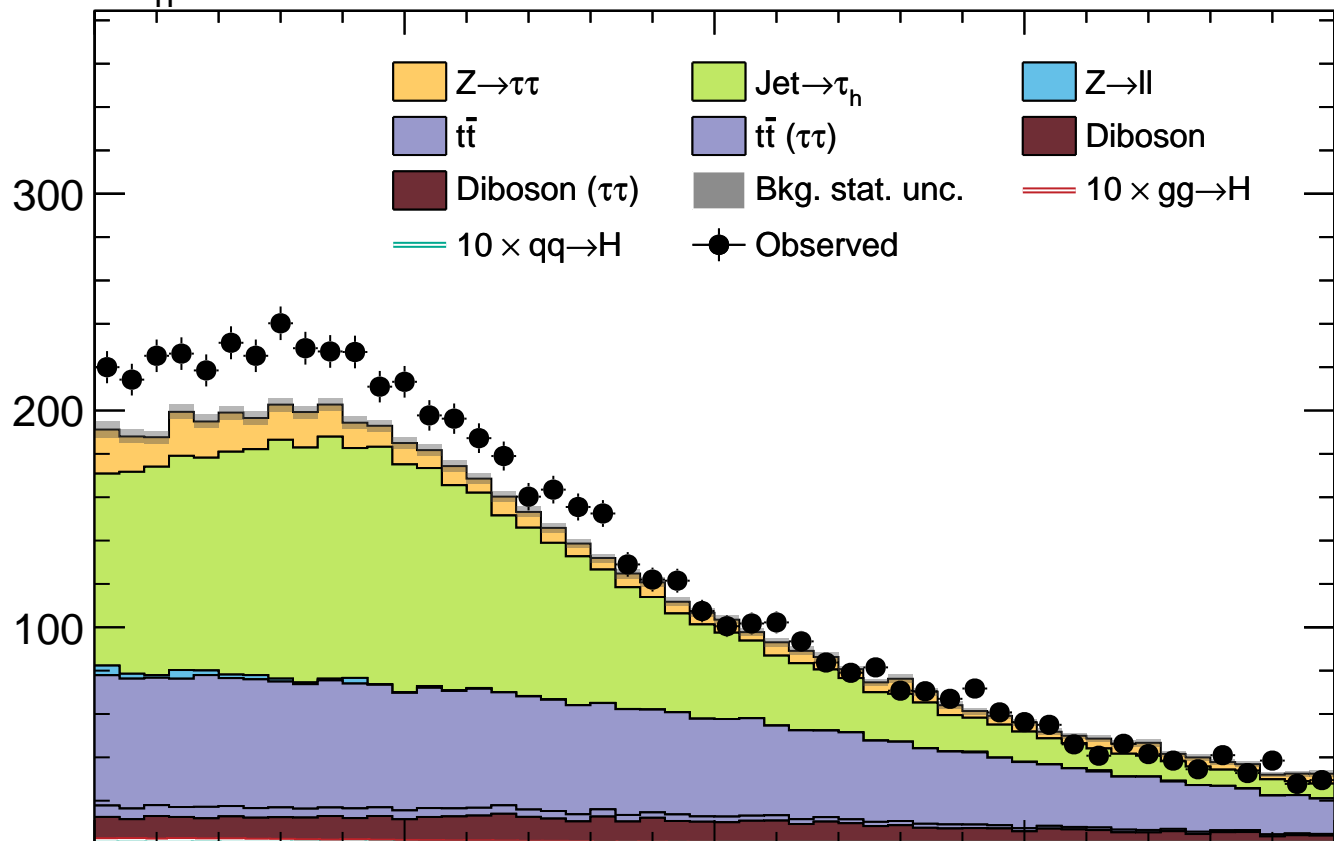 Z→ττ Jet→τₕ Z→ll
tt̄ tt̄ (ττ) Diboson
Diboson (ττ) Bkg. stat. unc. 10 × gg→H
10 × qq→H Observed
300
200
100